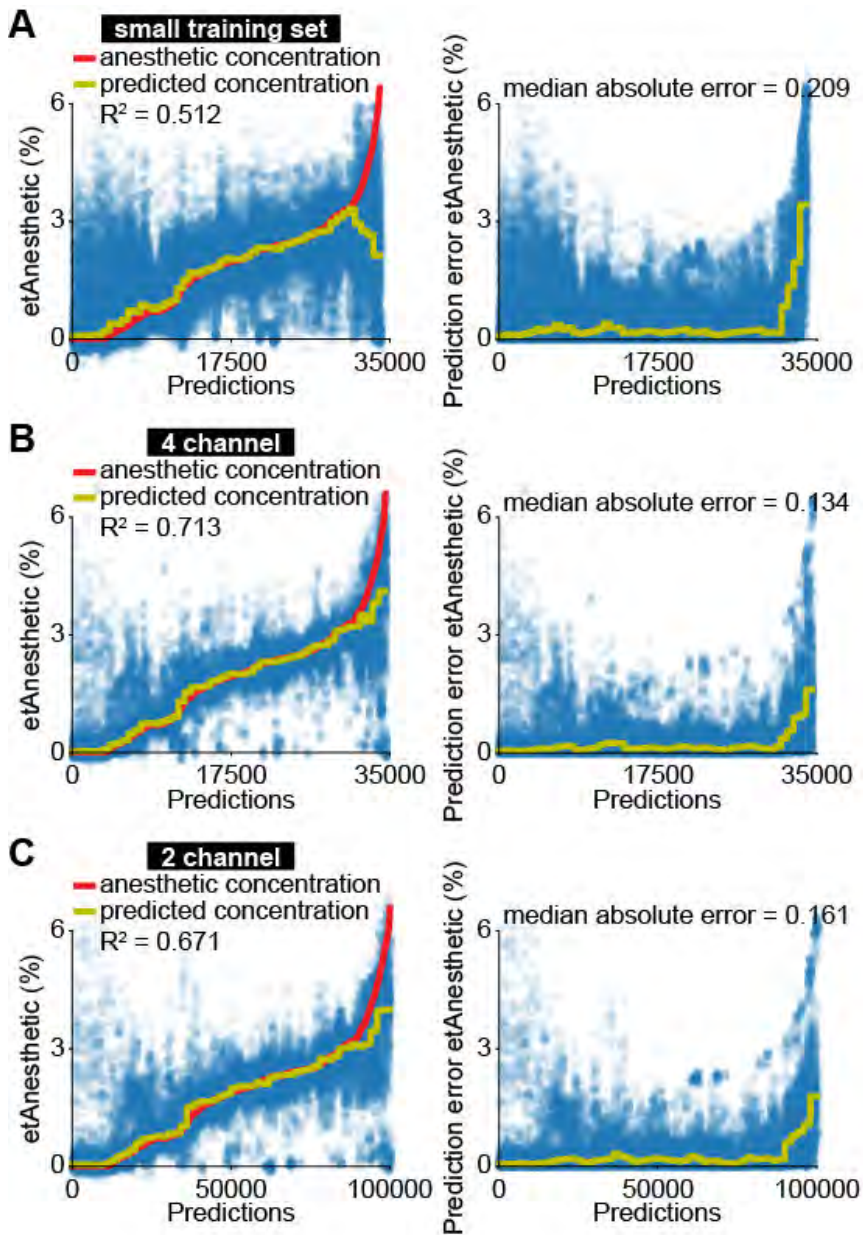 A
small training set
anesthetic concentration
predicted concentration
R² = 0.512
6
3
0
etAnesthetic (%)
0 17500 35000
Predictions
median absolute error = 0.209
6
3
0
Prediction error etAnesthetic (%)
0 17500 35000
Predictions
B
4 channel
anesthetic concentration
predicted concentration
R² = 0.713
6
3
0
etAnesthetic (%)
0 17500 35000
Predictions
median absolute error = 0.134
6
3
0
Prediction error etAnesthetic (%)
0 17500 35000
Predictions
C
2 channel
anesthetic concentration
predicted concentration
R² = 0.671
6
3
0
etAnesthetic (%)
0 50000 100000
Predictions
median absolute error = 0.161
6
3
0
Prediction error etAnesthetic (%)
0 50000 100000
Predictions